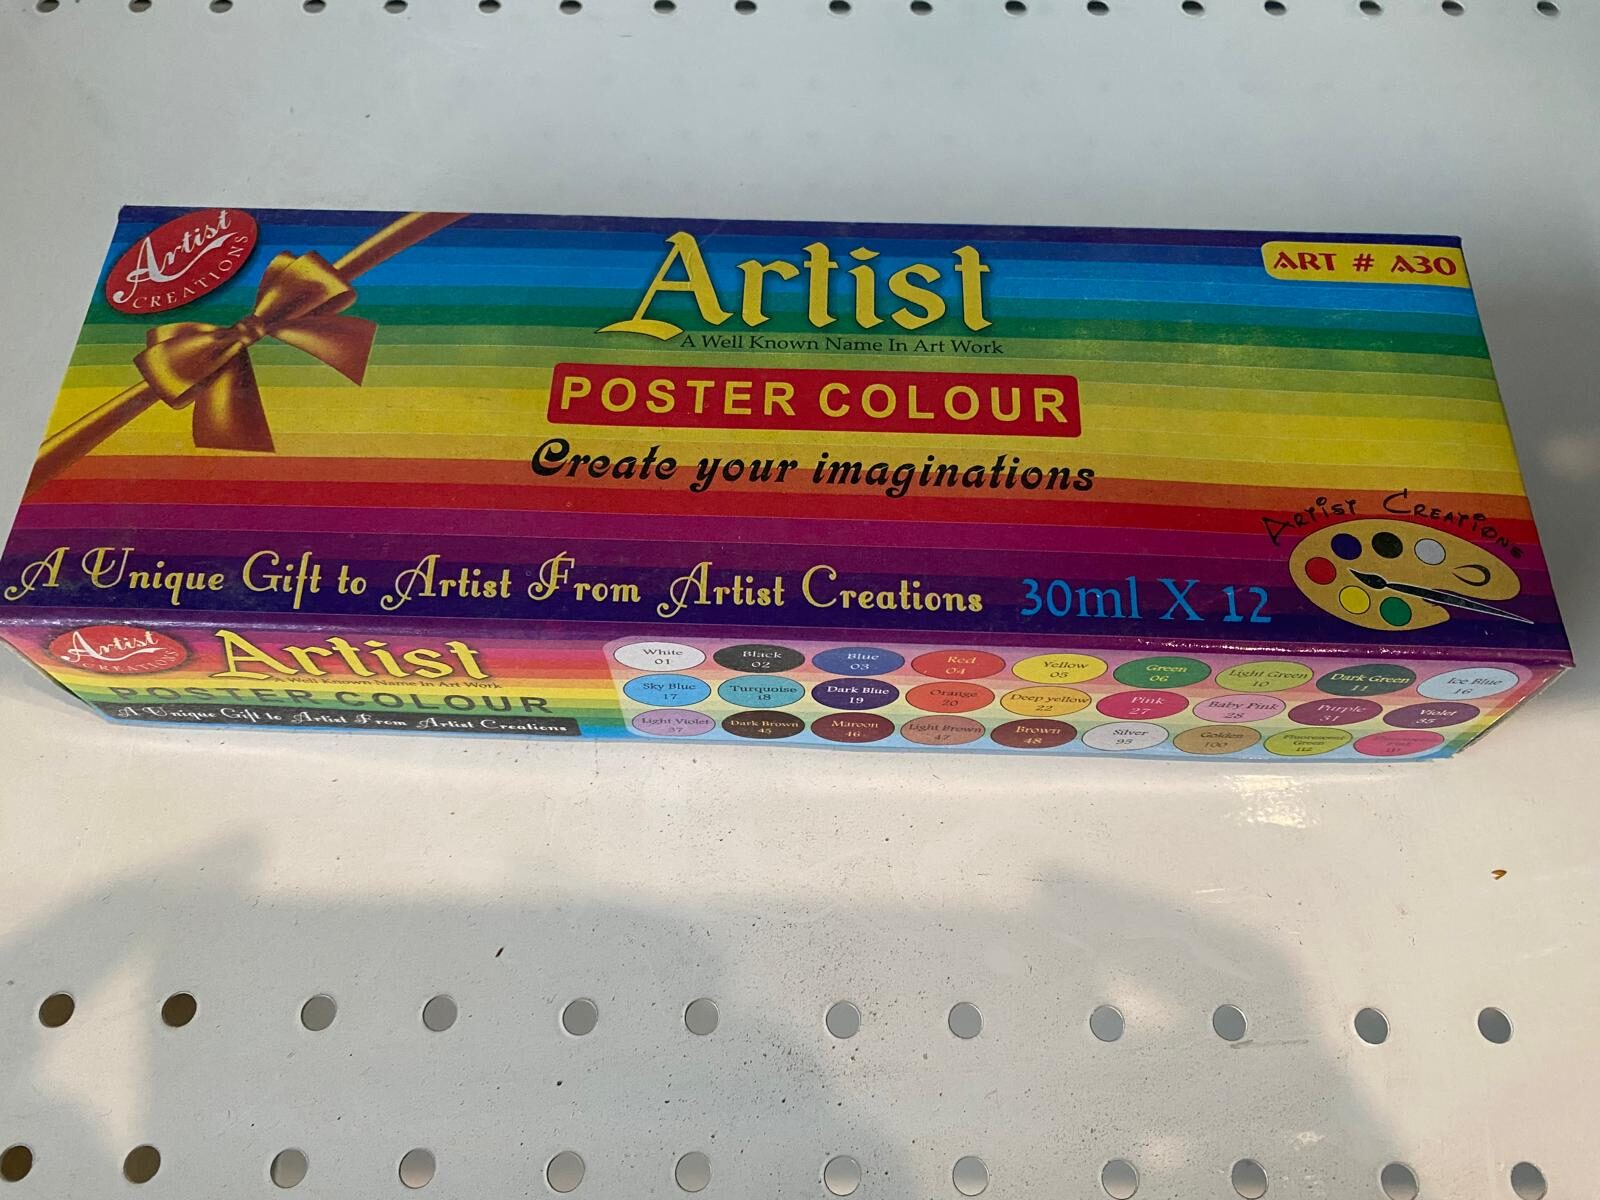 Artist
CREATIONS
Artist
A Well Known Name In Art Work
ART # A30
POSTER COLOUR
Create your imaginations
Artist Creations
A Unique Gift to Artist From Artist Creations
30ml X 12
Artist
CREATIONS
Artist
A Well Known Name In Art Work
POSTER COLOUR
A Unique Gift to Artist From Artist Creations
White
01
Black
02
Blue
03
Red
04
Yellow
05
Green
06
Light Green
10
Dark Green
11
Ice Blue
16
Sky Blue
17
Turquoise
18
Dark Blue
19
Orange
20
Deep yellow
22
Pink
27
Baby Pink
28
Purple
31
Violet
35
Light Violet
37
Dark Brown
45
Maroon
46
Light Brown
47
Brown
48
Silver
95
Golden
100
Fluorescent
Green
112
Pink